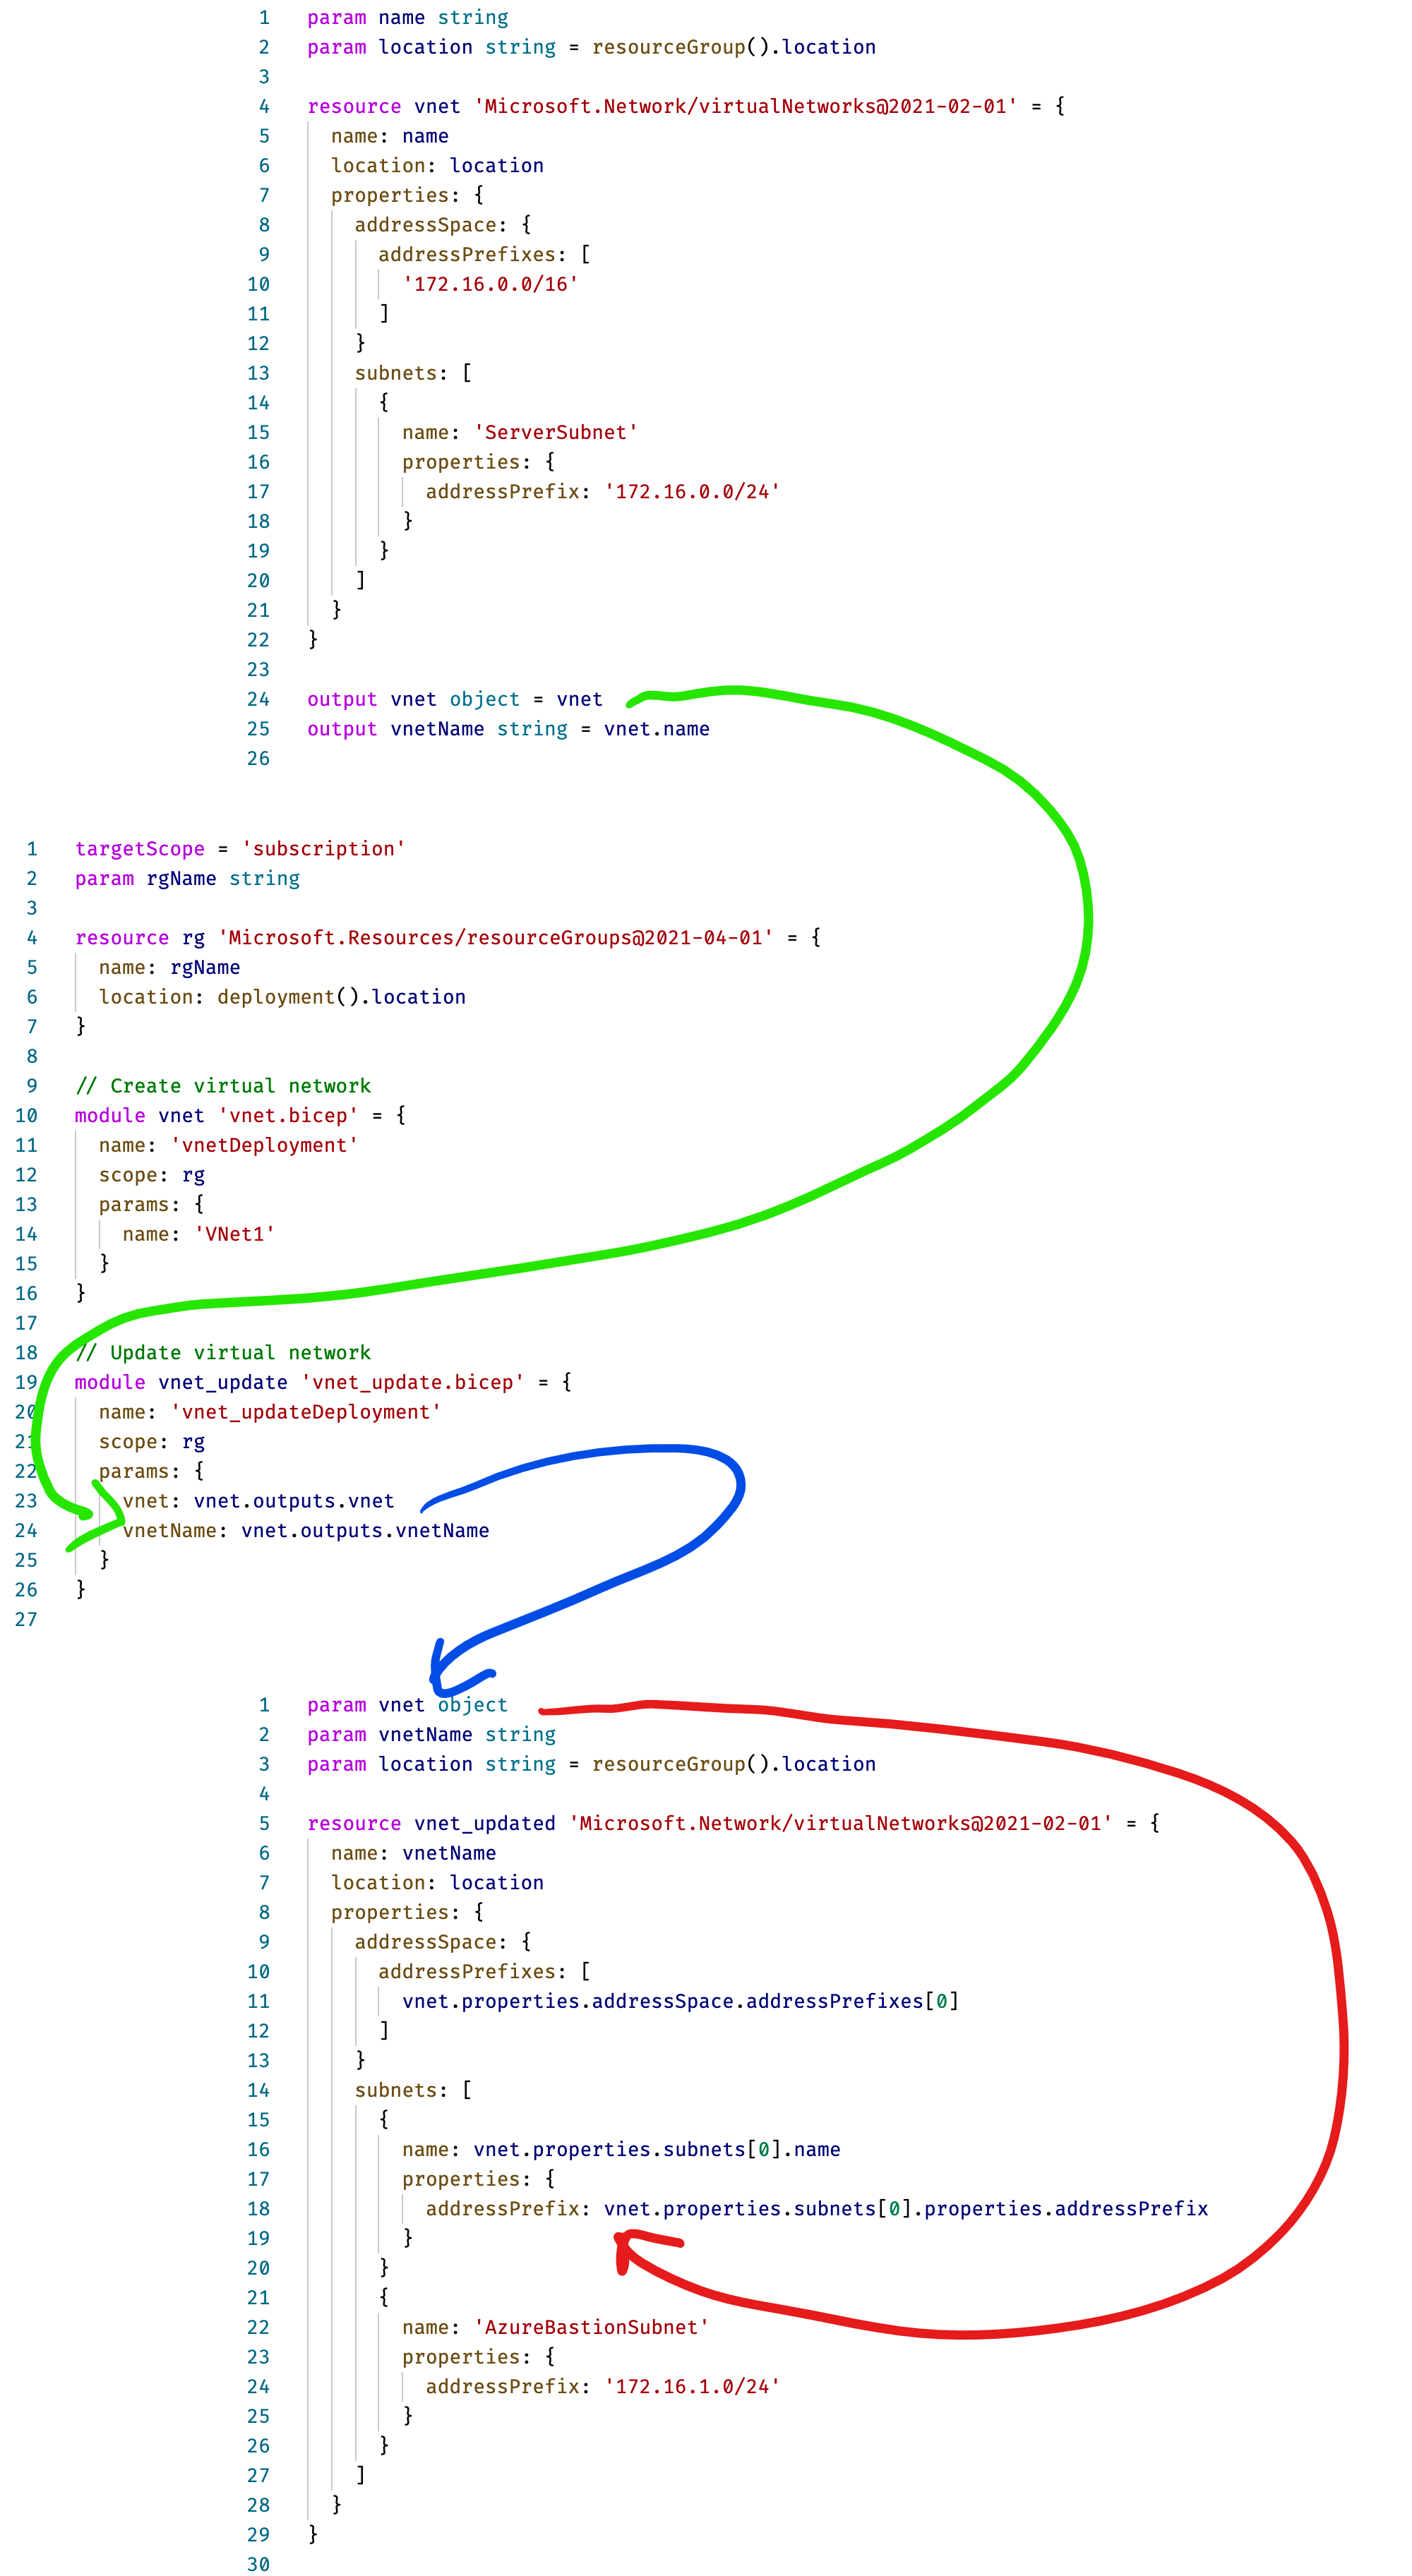 1 param name string
2 param location string = resourceGroup().location
3
4 resource vnet 'Microsoft.Network/virtualNetworks@2021-02-01' = {
5 name: name
6 location: location
7 properties: {
8 addressSpace: {
9 addressPrefixes: [
10 '172.16.0.0/16'
11 ]
12 }
13 subnets: [
14 {
15 name: 'ServerSubnet'
16 properties: {
17 addressPrefix: '172.16.0.0/24'
18 }
19 }
20 ]
21 }
22 }
23
24 output vnet object = vnet
25 output vnetName string = vnet.name
26
1 targetScope = 'subscription'
2 param rgName string
3
4 resource rg 'Microsoft.Resources/resourceGroups@2021-04-01' = {
5 name: rgName
6 location: deployment().location
7 }
8
9 // Create virtual network
10 module vnet 'vnet.bicep' = {
11 name: 'vnetDeployment'
12 scope: rg
13 params: {
14 name: 'VNet1'
15 }
16 }
17
18 // Update virtual network
19 module vnet_update 'vnet_update.bicep' = {
20 name: 'vnet_updateDeployment'
21 scope: rg
22 params: {
23 vnet: vnet.outputs.vnet
24 vnetName: vnet.outputs.vnetName
25 }
26 }
27
1 param vnet object
2 param vnetName string
3 param location string = resourceGroup().location
4
5 resource vnet_updated 'Microsoft.Network/virtualNetworks@2021-02-01' = {
6 name: vnetName
7 location: location
8 properties: {
9 addressSpace: {
10 addressPrefixes: [
11 vnet.properties.addressSpace.addressPrefixes[0]
12 ]
13 }
14 subnets: [
15 {
16 name: vnet.properties.subnets[0].name
17 properties: {
18 addressPrefix: vnet.properties.subnets[0].properties.addressPrefix
19 }
20 }
21 {
22 name: 'AzureBastionSubnet'
23 properties: {
24 addressPrefix: '172.16.1.0/24'
25 }
26 }
27 ]
28 }
29 }
30